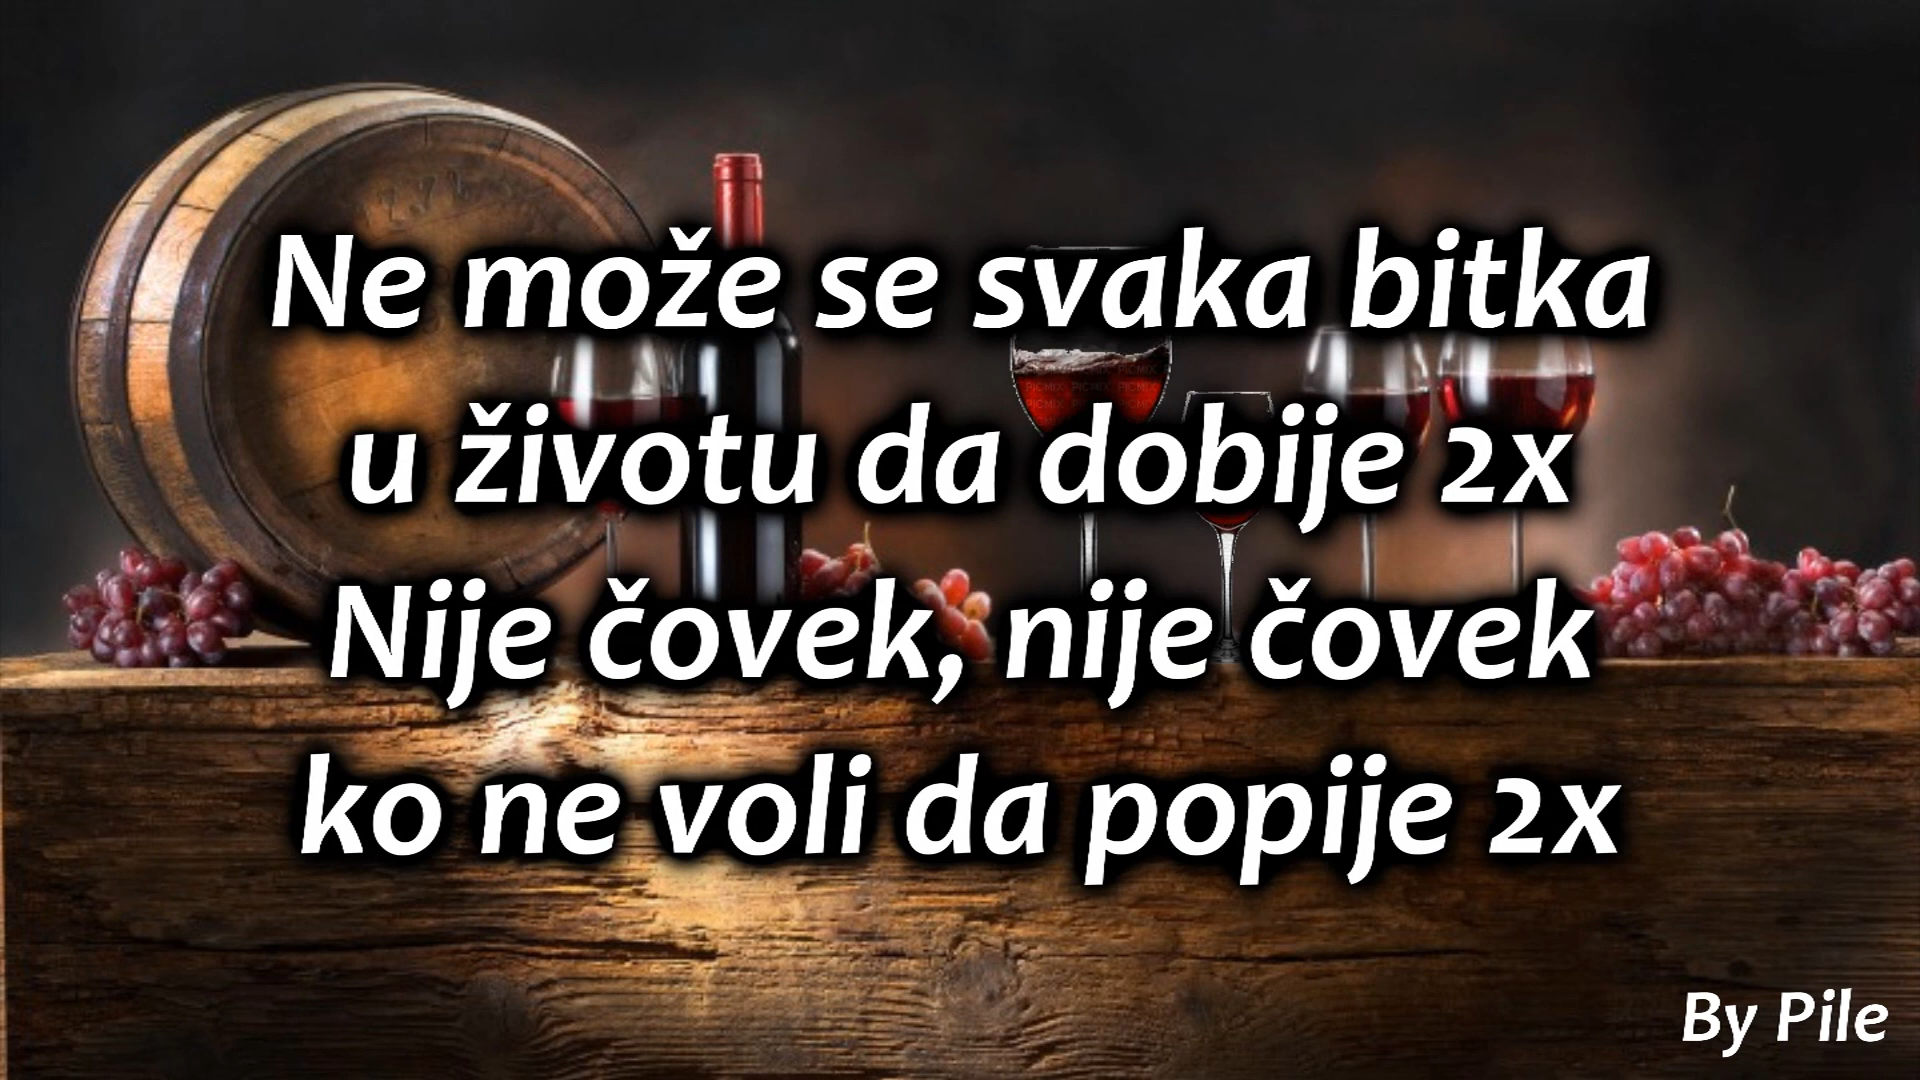 Ne može se svaka bitka
u životu da dobije 2x
Nije čovek, nije čovek
ko ne voli da popije 2x
By Pile